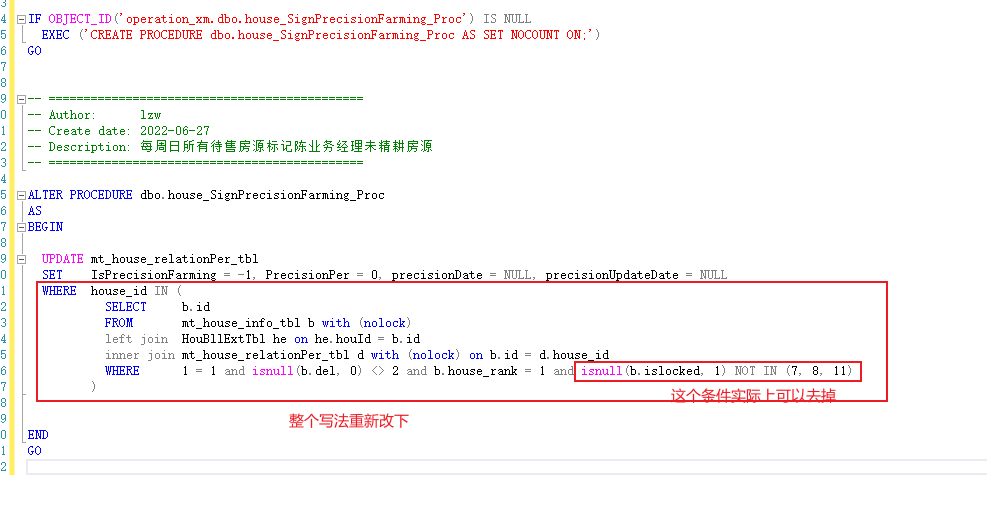 3
4 IF OBJECT_ID('operation_xm.dbo.house_SignPrecisionFarming_Proc') IS NULL
5 EXEC ('CREATE PROCEDURE dbo.house_SignPrecisionFarming_Proc AS SET NOCOUNT ON;')
6 GO
7
8
9 -- =============================================
0 -- Author: lzw
1 -- Create date: 2022-06-27
2 -- Description: 每周日所有待售房源标记陈业务经理未精耕房源
3 -- =============================================
4
5 ALTER PROCEDURE dbo.house_SignPrecisionFarming_Proc
6 AS
7 BEGIN
8
9 UPDATE mt_house_relationPer_tbl
0 SET IsPrecisionFarming = -1, PrecisionPer = 0, precisionDate = NULL, precisionUpdateDate = NULL
1 WHERE house_id IN (
2 SELECT b.id
3 FROM mt_house_info_tbl b with (nolock)
4 left join HouBllExtTbl he on he.houId = b.id
5 inner join mt_house_relationPer_tbl d with (nolock) on b.id = d.house_id
6 WHERE 1 = 1 and isnull(b.del, 0) <> 2 and b.house_rank = 1 and isnull(b.islocked, 1) NOT IN (7, 8, 11)
7 )
这个条件实际上可以去掉
8
9
整个写法重新改下
0 END
1 GO
2